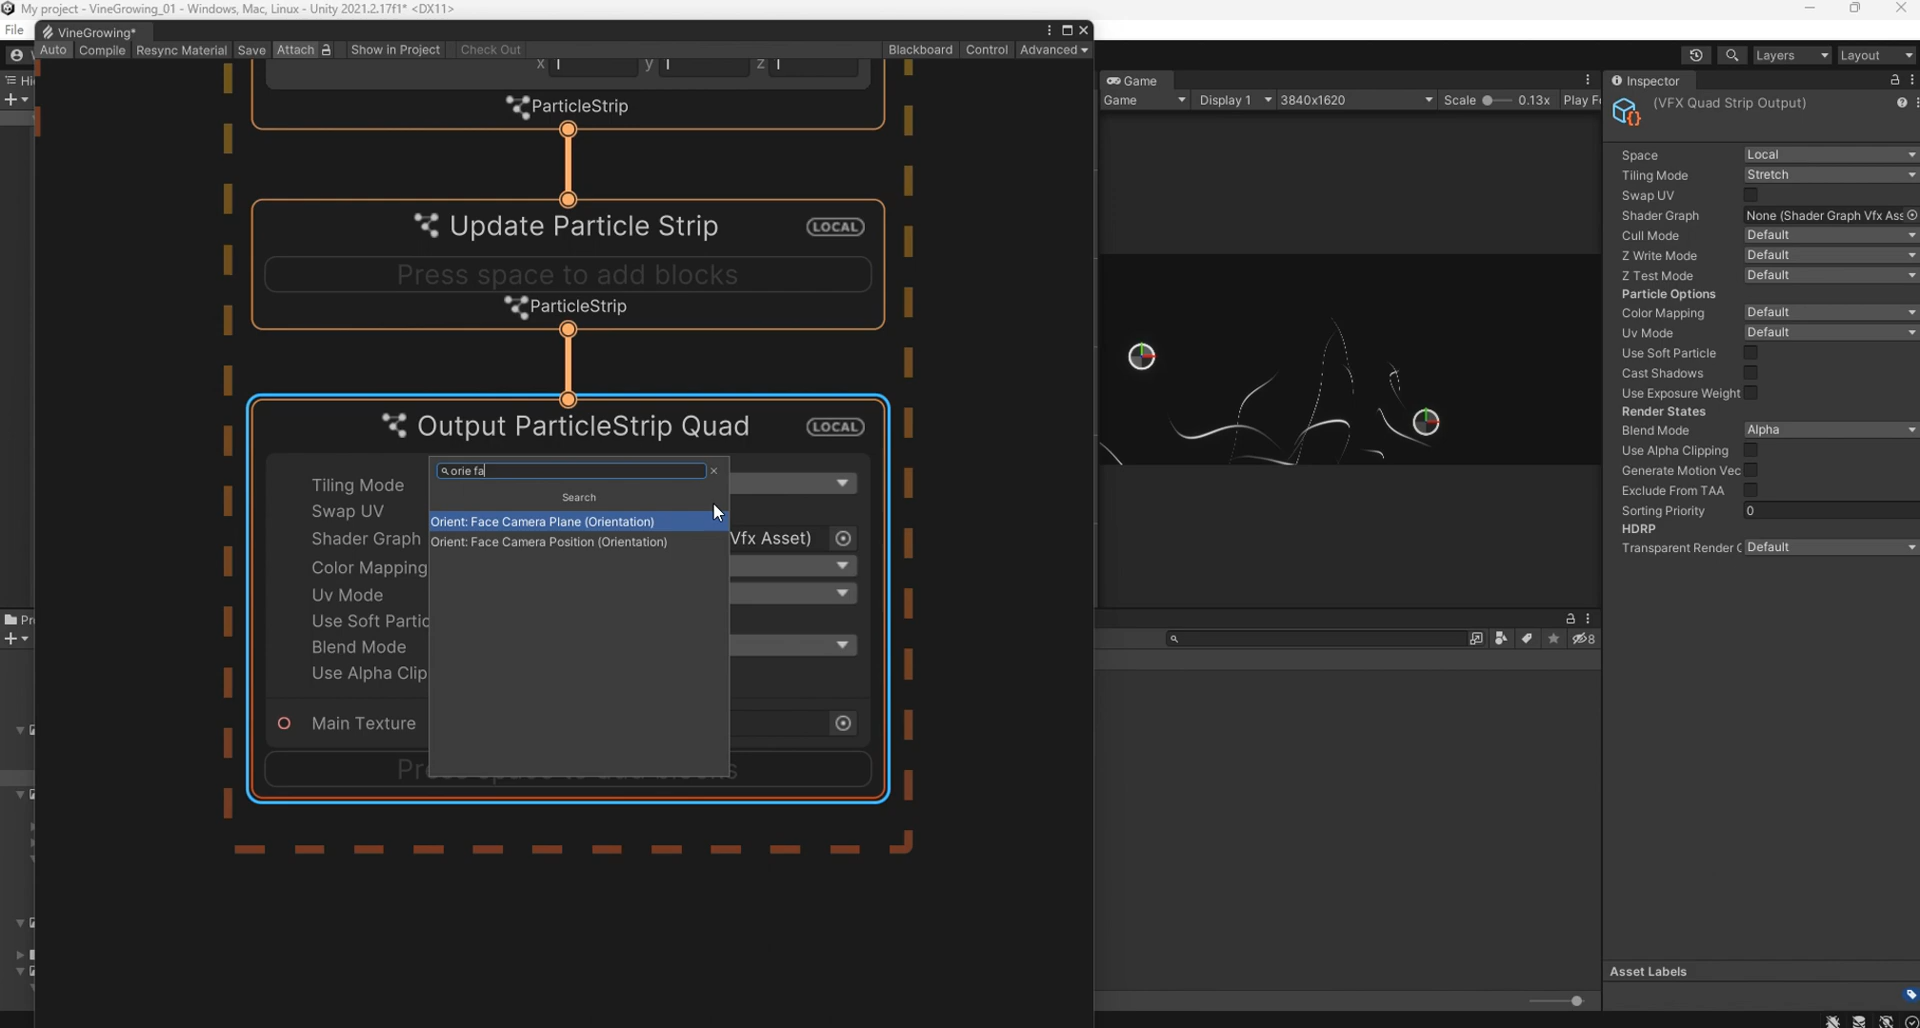 My project - VineGrowing_01 - Windows, Mac, Linux - Unity 2021.2.17f1* <DX11>
File
VineGrowing*
Auto
Compile
Resync Material
Save
Attach
Show in Project
Check Out
Blackboard
Control
Advanced
Layers
Layout
x
y
z
ParticleStrip
Update Particle Strip
LOCAL
Press space to add blocks
ParticleStrip
Output ParticleStrip Quad
LOCAL
orie fa
Search
Orient: Face Camera Plane (Orientation)
Orient: Face Camera Position (Orientation)
Tiling Mode
Swap UV
Shader Graph
Vfx Asset)
Color Mapping
Uv Mode
Use Soft Partic
Blend Mode
Use Alpha Clip
Main Texture
Game
Game
Display 1
3840x1620
Scale
0.13x
Play F
8
Inspector
(VFX Quad Strip Output)
Space
Local
Tiling Mode
Stretch
Swap UV
Shader Graph
None (Shader Graph Vfx Ass
Cull Mode
Default
Z Write Mode
Default
Z Test Mode
Default
Particle Options
Color Mapping
Default
Uv Mode
Default
Use Soft Particle
Cast Shadows
Use Exposure Weight
Render States
Blend Mode
Alpha
Use Alpha Clipping
Generate Motion Vec
Exclude From TAA
Sorting Priority
0
HDRP
Transparent Render
Default
Asset Labels